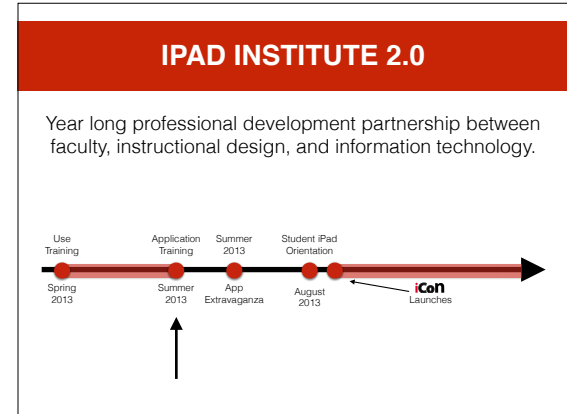 IPAD INSTITUTE 2.0
Year long professional development partnership between
faculty, instructional design, and information technology.
Use
Training
Application
Training
Summer
2013
Student iPad
Orientation
Spring
2013
Summer
2013
App
Extravaganza
August
2013
iCon
Launches